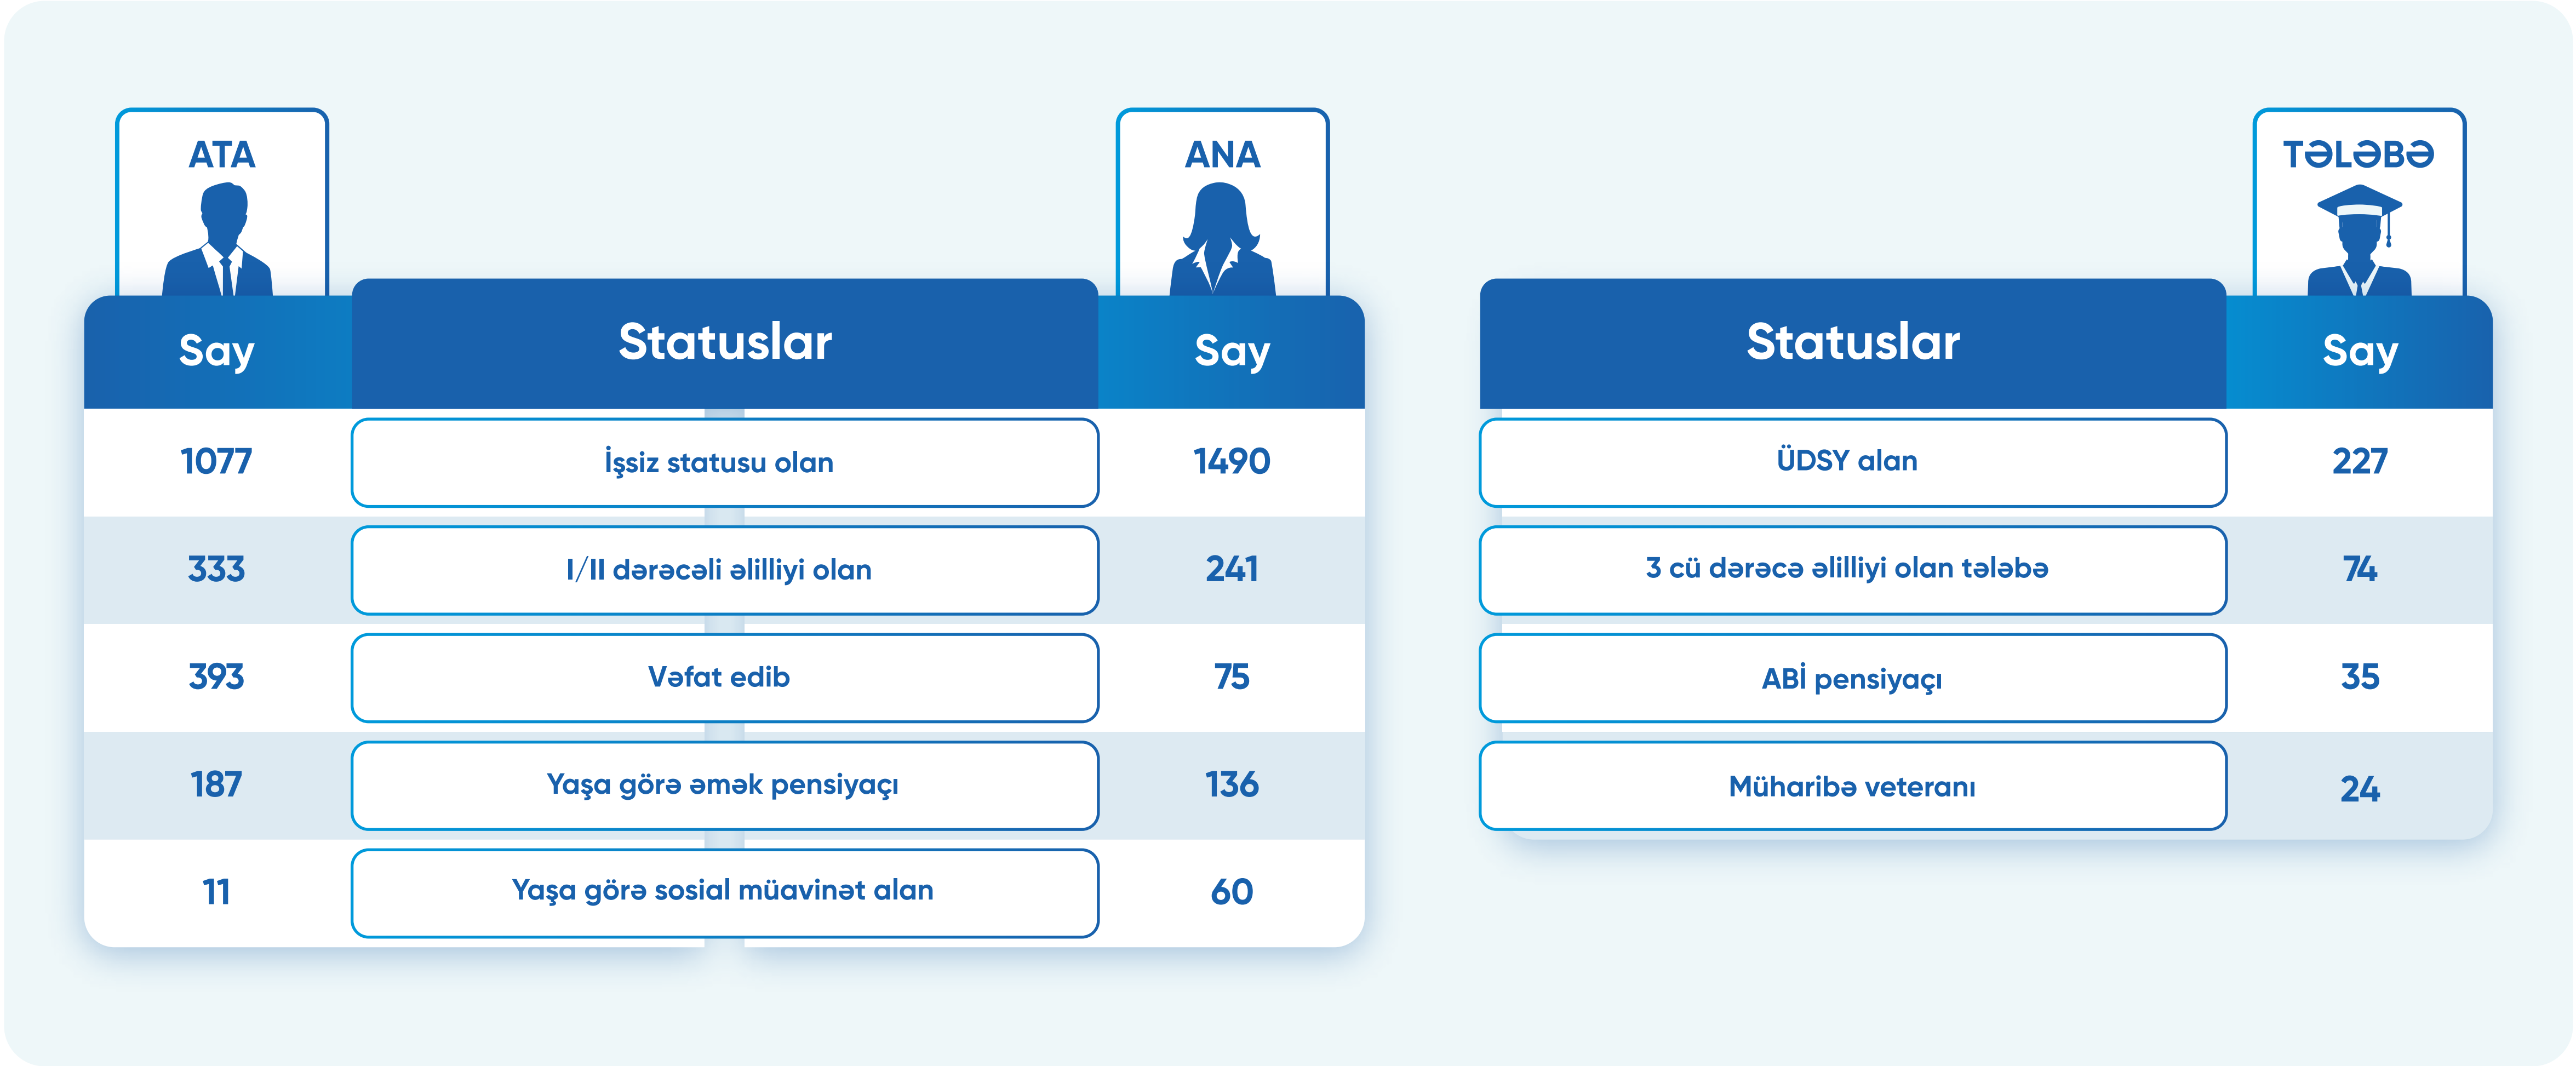 ATA
ANA
Say
Statuslar
Say
1077
İşsiz statusu olan
1490
333
I/II dərəcəli əlilliyi olan
241
393
Vəfat edib
75
187
Yaşa görə əmək pensiyaçı
136
11
Yaşa görə sosial müavinət alan
60
TƏLƏBƏ
Statuslar
Say
ÜDSY alan
227
3 cü dərəcə əlilliyi olan tələbə
74
ABİ pensiyaçı
35
Müharibə veteranı
24